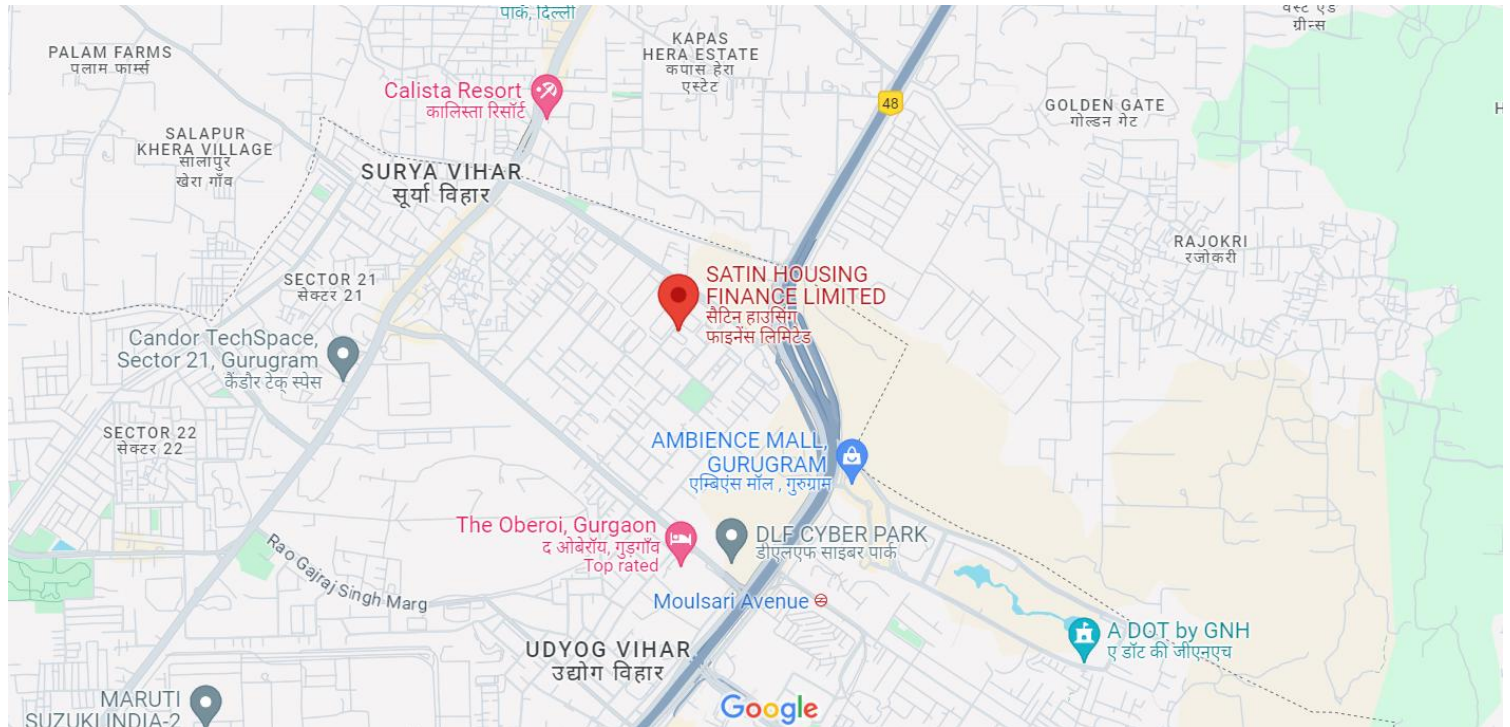 पार्क, दिल्ली
वेस्ट एंड
ग्रीन्स
PALAM FARMS
पलाम फार्म्स
KAPAS
HERA ESTATE
कपास हेरा
एस्टेट
Calista Resort
कालिस्ता रिसॉर्ट
48
GOLDEN GATE
गोल्डन गेट
H
SALAPUR
KHERA VILLAGE
सालापुर
खेरा गाँव
SURYA VIHAR
सूर्या विहार
RAJOKRI
रजोकरी
SECTOR 21
सेक्टर 21
SATIN HOUSING
FINANCE LIMITED
सैटिन हाउसिंग
फाइनेंस लिमिटेड
Candor TechSpace,
Sector 21, Gurugram
कैंडौर टेक् स्पेस
SECTOR 22
सेक्टर 22
AMBIENCE MALL,
GURUGRAM
एम्बिएंस मॉल , गुरुग्राम
The Oberoi, Gurgaon
द ओबेरॉय, गुड़गाँव
Top rated
DLF CYBER PARK
डीएलएफ साइबर पार्क
Rao Gajraj Singh Marg
Moulsari Avenue
A DOT by GNH
ए डॉट की जीएनएच
UDYOG VIHAR
उद्योग विहार
MARUTI
SUZUKI INDIA-2
Google